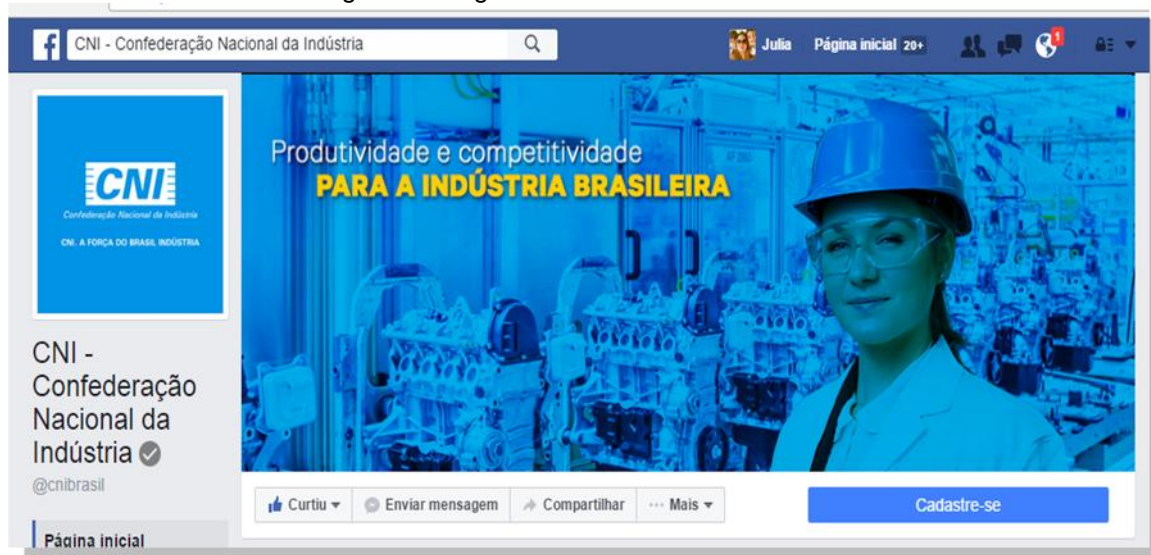 CNI - Confederação Nacional da Indústria
Julia
Página inicial 20+
1
Produtividade e competitividade
PARA A INDÚSTRIA BRASILEIRA
CNI
Confederação Nacional da Indústria
CNI. A FORÇA DO BRASIL INDÚSTRIA
CNI -
Confederação
Nacional da
Indústria
@cnibrasil
Curtiu
Enviar mensagem
Compartilhar
Mais
Cadastre-se
Página inicial